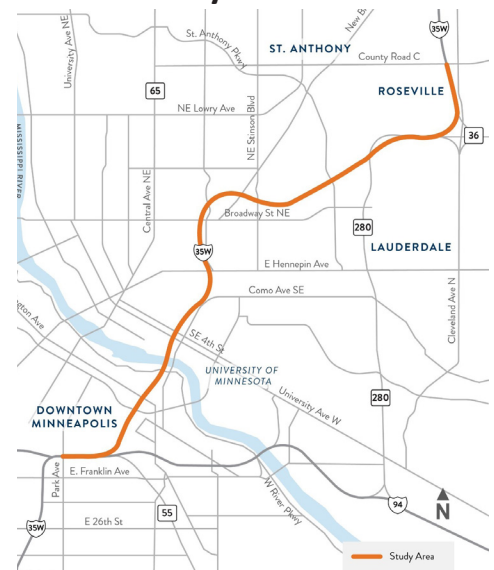 35W
University Ave NE
St. Anthony Pkwy
New B
ST. ANTHONY
County Road C
65
ROSEVILLE
NE Lowry Ave
NE Stinson Blvd
36
MISSISSIPPI RIVER
Central Ave NE
Broadway St NE
280
35W
LAUDERDALE
E Hennepin Ave
Como Ave SE
Cleveland Ave N
gton Ave
SE 4th St
UNIVERSITY OF
MINNESOTA
University Ave W
280
DOWNTOWN
MINNEAPOLIS
E. Franklin Ave
Park Ave
W River Pkwy
94
N
55
E 26th St
35W
Study Area